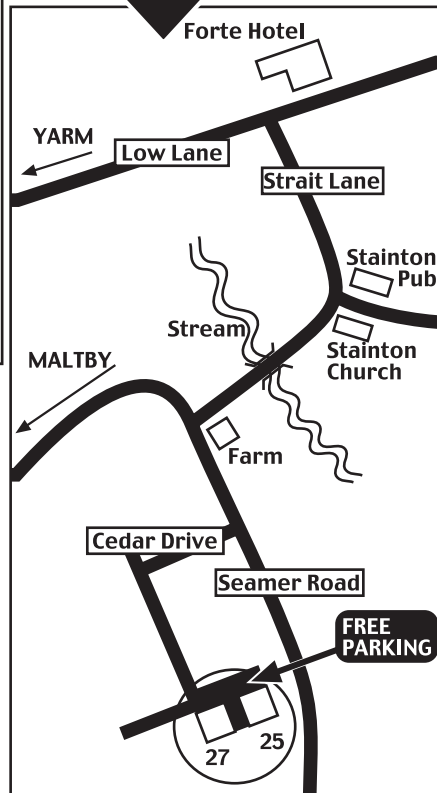 Forte Hotel
YARM
Low Lane
Strait Lane
Stainton
Pub
Stream
Stainton
Church
MALTBY
Farm
Cedar Drive
Seamer Road
FREE
PARKING
25
27